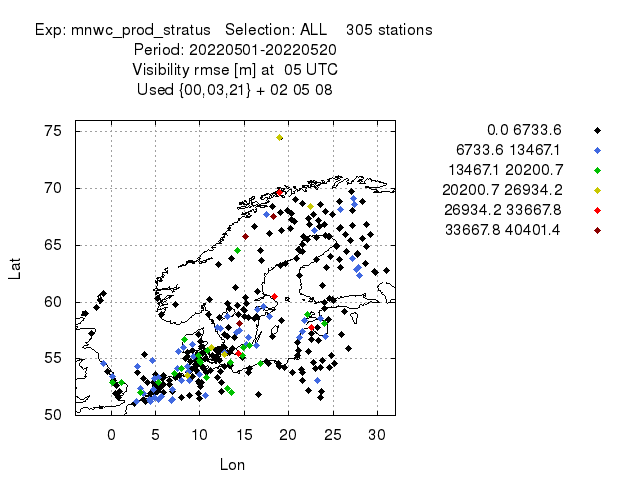 Exp: mnwc_prod_stratus   Selection: ALL    305 stations
Period: 20220501-20220520
Visibility rmse [m] at  05 UTC
Used {00,03,21} + 02 05 08
0.0 6733.6
6733.6 13467.1
13467.1 20200.7
20200.7 26934.2
26934.2 33667.8
33667.8 40401.4
75
70
65
60
55
50
Lat
0 5 10 15 20 25 30
Lon